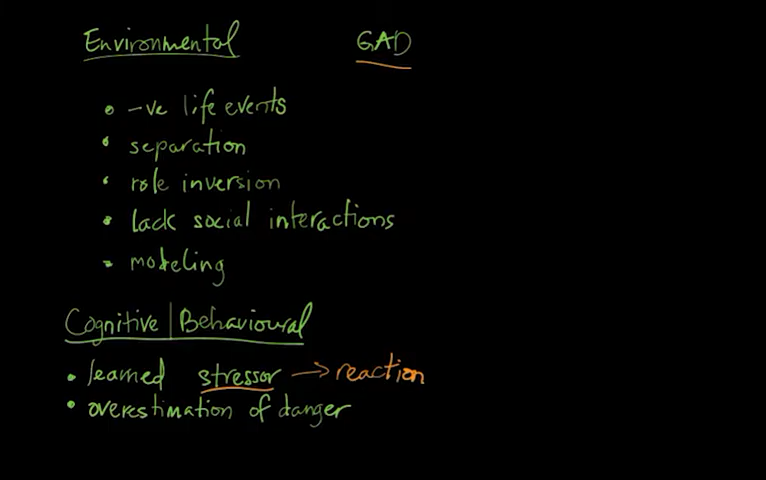 Environmental GAD
• -ve life events
• separation
• role inversion
• lack social interactions
• modeling
Cognitive | Behavioural
• learned stressor → reaction
• overestimation of danger